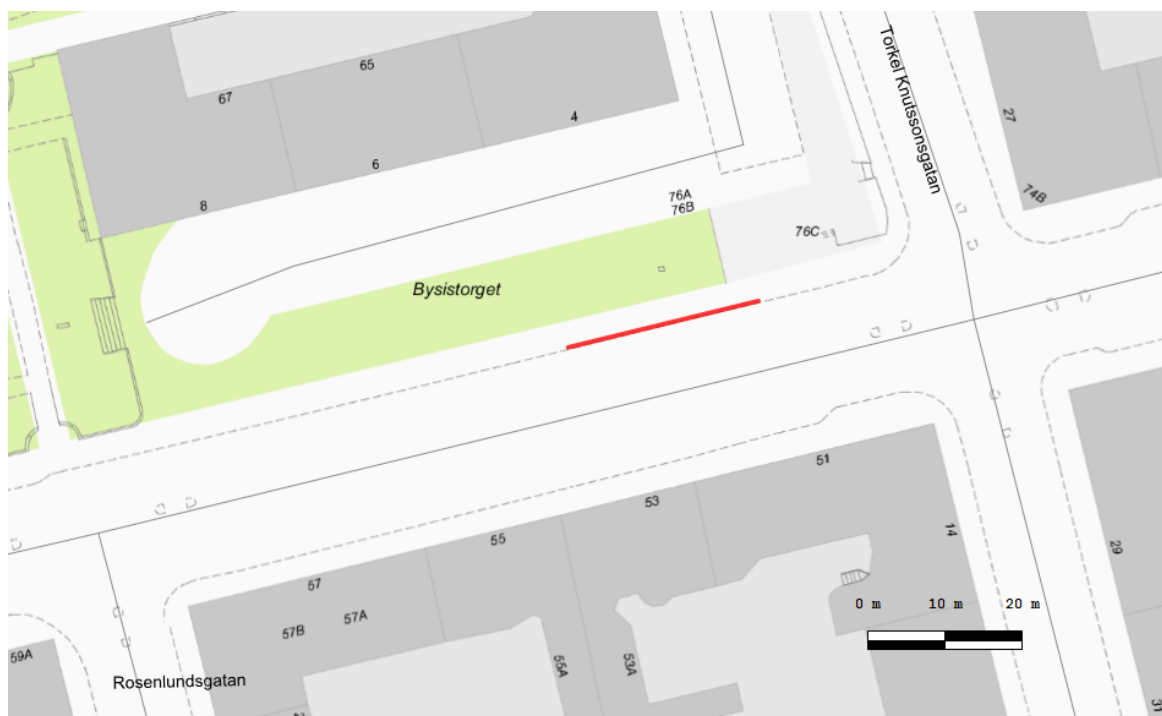 65
67
4
6
8
Torkel Knutssonsgatan
27
74B
76A
76B
76C
Bysistorget
51
53
55
57
57A
57B
14
29
0 m 10 m 20 m
59A
55A
53A
Rosenlundsgatan
31